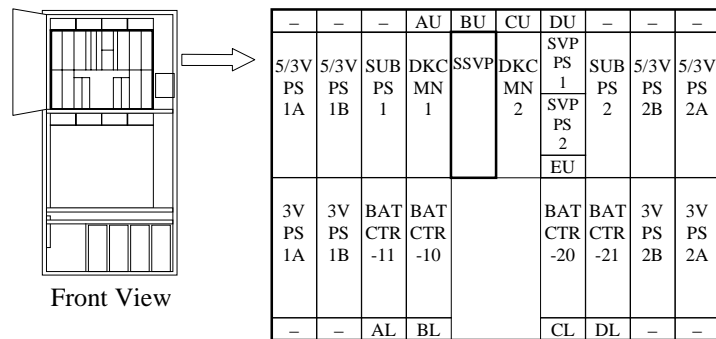 – – – AU BU CU DU – – –
5/3V PS 1A 5/3V PS 1B SUB PS 1 DKC MN 1 SSVP DKC MN 2 SVP PS 1 SUB PS 2 5/3V PS 2B 5/3V PS 2A
SVP PS 2
EU
3V PS 1A 3V PS 1B BAT CTR -11 BAT CTR -10 BAT CTR -20 BAT CTR -21 3V PS 2B 3V PS 2A
– – AL BL CL DL – –
Front View